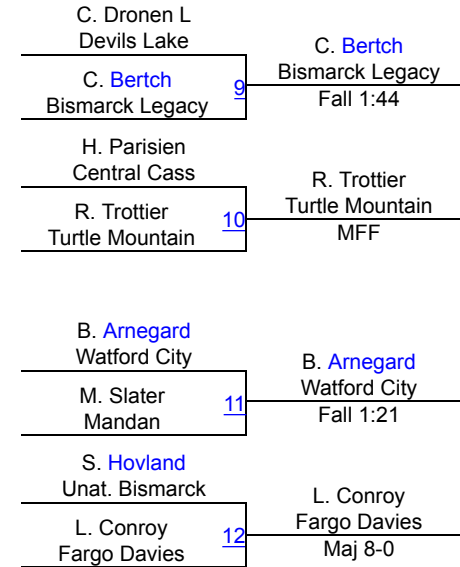 C. Dronen L
Devils Lake
C. Bertch
Bismarck Legacy
9
C. Bertch
Bismarck Legacy
Fall 1:44
H. Parisien
Central Cass
R. Trottier
Turtle Mountain
10
R. Trottier
Turtle Mountain
MFF
B. Arnegard
Watford City
M. Slater
Mandan
11
B. Arnegard
Watford City
Fall 1:21
S. Hovland
Unat. Bismarck
L. Conroy
Fargo Davies
12
L. Conroy
Fargo Davies
Maj 8-0